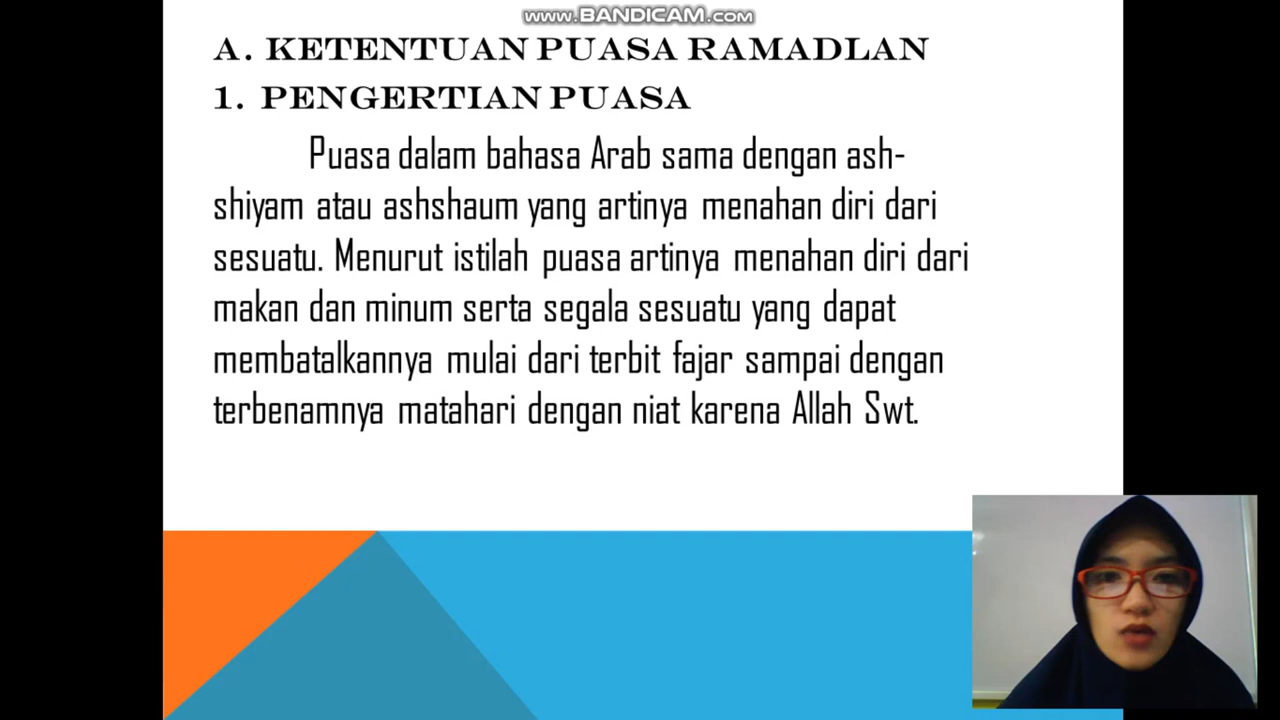 www.BANDICAM.com
A. KETENTUAN PUASA RAMADLAN
1. PENGERTIAN PUASA
Puasa dalam bahasa Arab sama dengan ash-
shiyam atau ashshaum yang artinya menahan diri dari
sesuatu. Menurut istilah puasa artinya menahan diri dari
makan dan minum serta segala sesuatu yang dapat
membatalkannya mulai dari terbit fajar sampai dengan
terbenamnya matahari dengan niat karena Allah Swt.